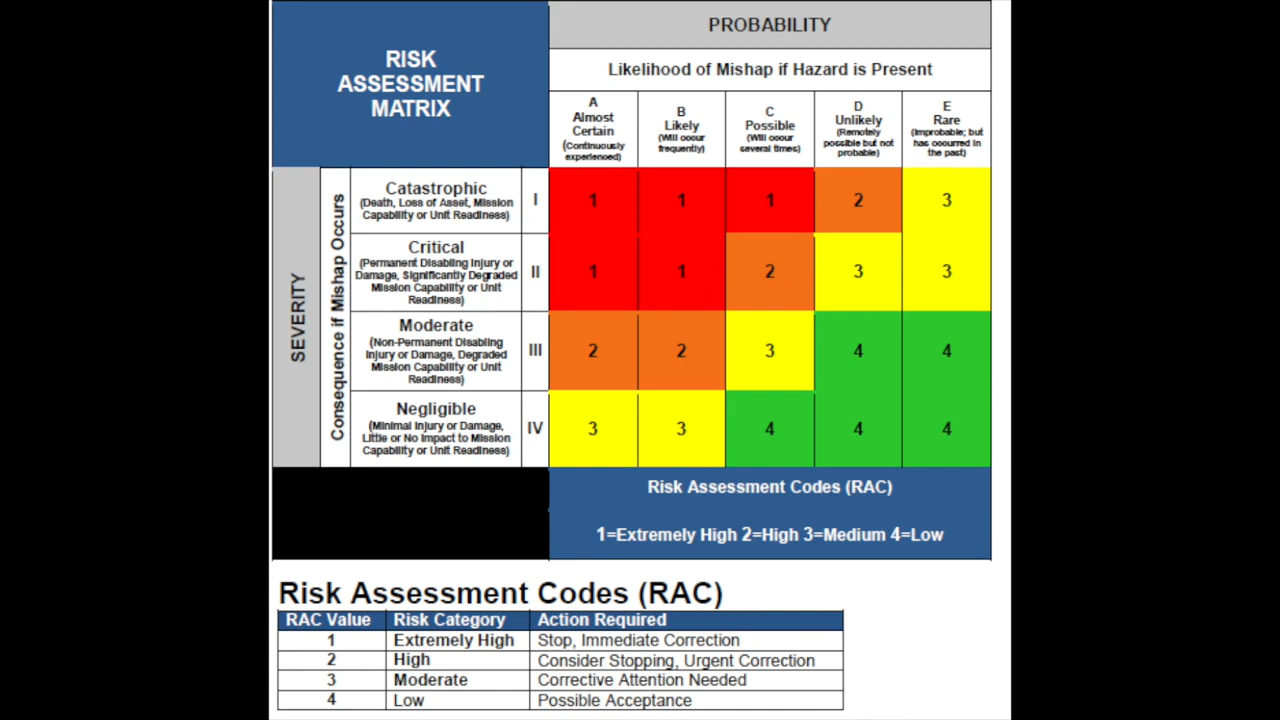 RISK
ASSESSMENT
MATRIX
PROBABILITY
Likelihood of Mishap if Hazard is Present
A
Almost
Certain
(Continuously
experienced)
B
Likely
(Will occur
frequently)
C
Possible
(Will occur
several times)
D
Unlikely
(Remotely
possible but not
probable)
E
Rare
(Improbable; but
has occurred in
the past)
SEVERITY
Consequence if Mishap Occurs
Catastrophic
(Death, Loss of Asset, Mission
Capability or Unit Readiness)
I
1 1 1 2 3
Critical
(Permanent Disabling Injury or
Damage, Significantly Degraded
Mission Capability or Unit
Readiness)
II
1 1 2 3 3
Moderate
(Non-Permanent Disabling
Injury or Damage, Degraded
Mission Capability or Unit
Readiness)
III
2 2 3 4 4
Negligible
(Minimal Injury or Damage,
Little or No Impact to Mission
Capability or Unit Readiness)
IV
3 3 4 4 4
Risk Assessment Codes (RAC)
1=Extremely High 2=High 3=Medium 4=Low
Risk Assessment Codes (RAC)
RAC Value Risk Category Action Required
1 Extremely High Stop, Immediate Correction
2 High Consider Stopping, Urgent Correction
3 Moderate Corrective Attention Needed
4 Low Possible Acceptance